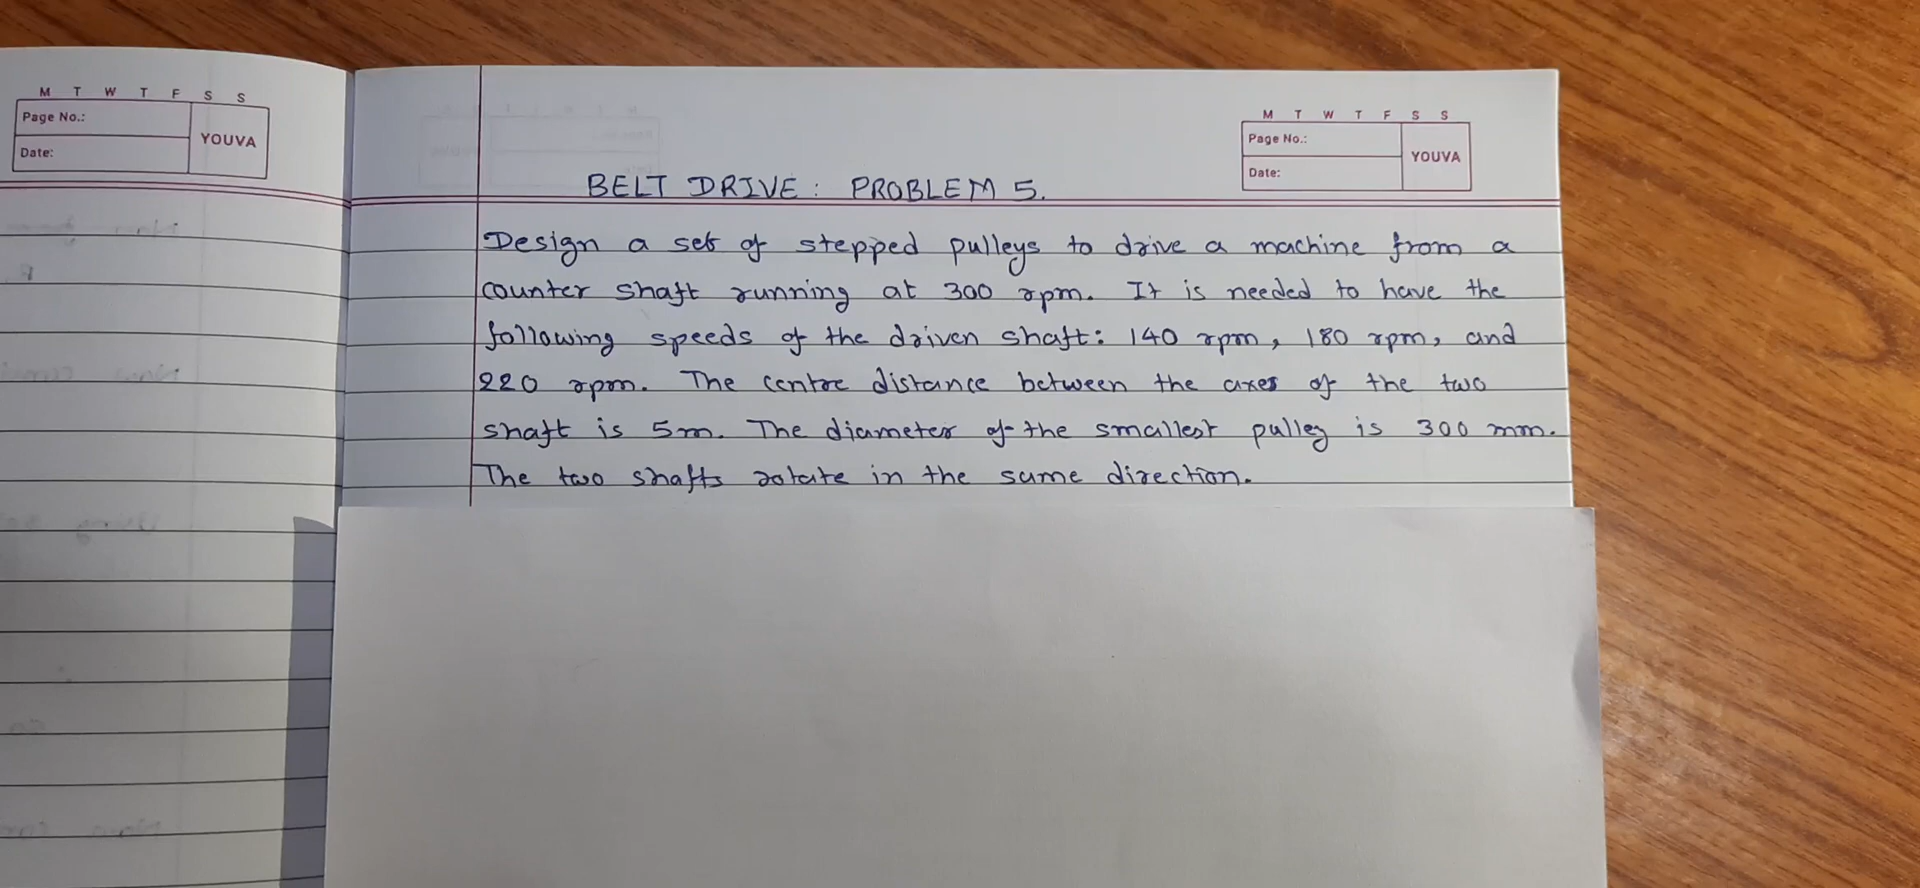 M T W T F S S
Page No.:
Date:
YOUVA
M T W T F S S
Page No.:
Date:
YOUVA
BELT DRIVE: PROBLEM 5.
Design a set of stepped pulleys to drive a machine from a
counter shaft running at 300 rpm. It is needed to have the
following speeds of the driven shaft: 140 rpm, 180 rpm, and
220 rpm. The centre distance between the axes of the two
shaft is 5m. The diameter of the smallest pulley is 300 mm.
The two shafts rotate in the same direction.